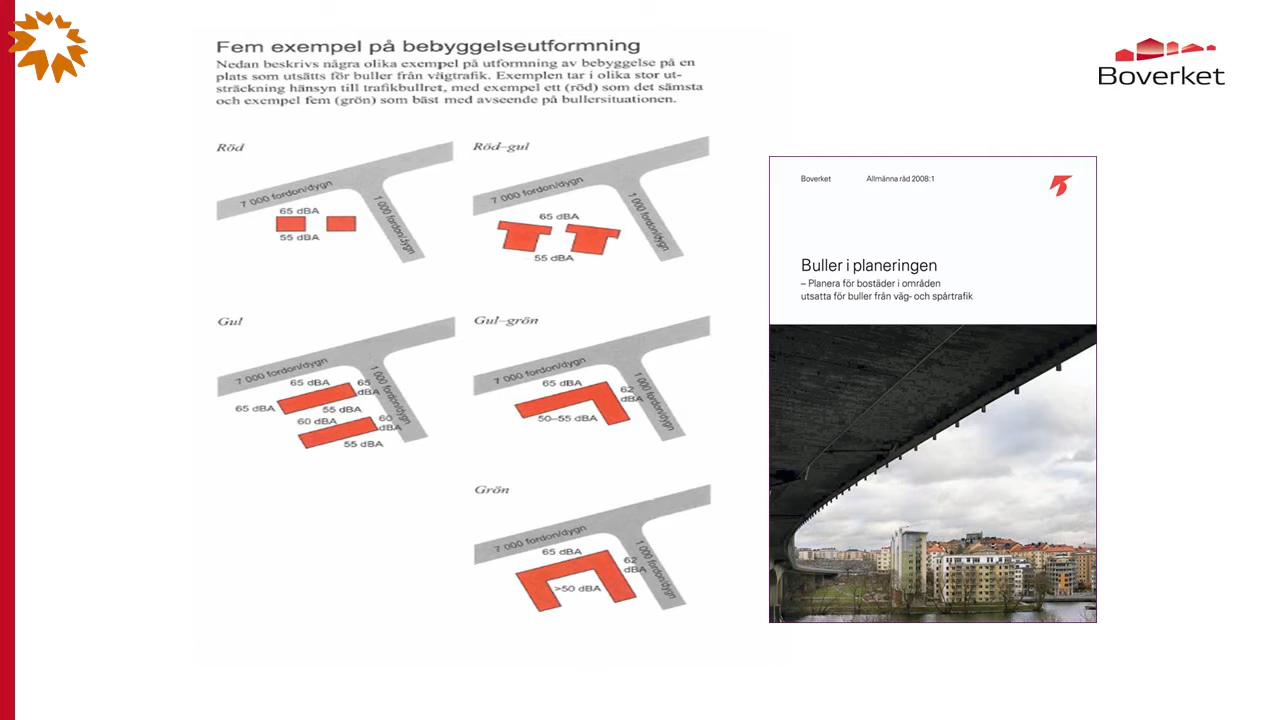 Fem exempel på bebyggelseutformning
Nedan beskrivs några olika exempel på utformning av bebyggelse på en
plats som utsätts för buller från vägtrafik. Exemplen tar i olika stor ut-
sträckning hänsyn till trafikbullret, med exempel ett (röd) som det sämsta
och exempel fem (grön) som bäst med avseende på bullersituationen.
Röd
7 000 fordon/dygn
1 000 fordon/dygn
65 dBA
55 dBA
Röd–gul
7 000 fordon/dygn
1 000 fordon/dygn
65 dBA
55 dBA
Gul
7 000 fordon/dygn
1 000 fordon/dygn
65 dBA
65
dBA
65 dBA
55 dBA
60 dBA
60
dBA
55 dBA
Gul–grön
7 000 fordon/dygn
1 000 fordon/dygn
65 dBA
62
dBA
50–55 dBA
Grön
7 000 fordon/dygn
1 000 fordon/dygn
65 dBA
62
dBA
>50 dBA
Boverket
Boverket
Allmänna råd 2008:1
Buller i planeringen
– Planera för bostäder i områden
utsatta för buller från väg- och spårtrafik